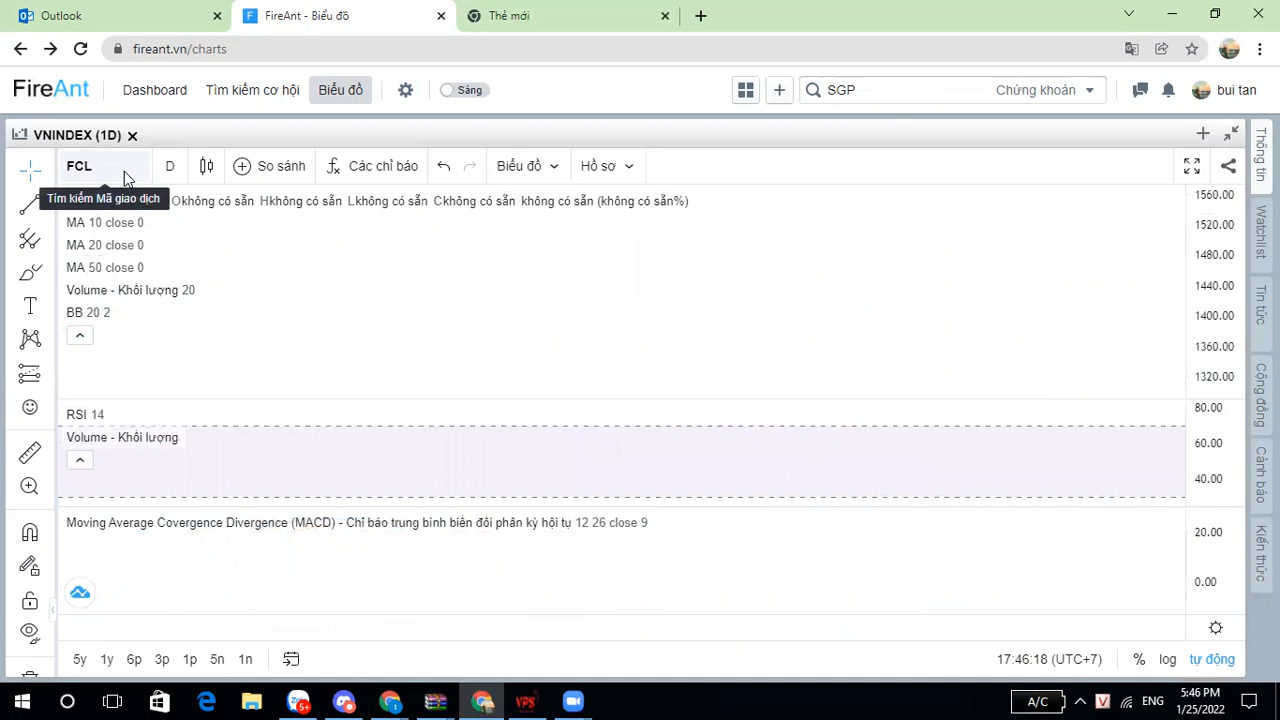 Outlook
FireAnt - Biểu đồ
Thẻ mới
fireant.vn/charts
FireAnt
Dashboard
Tìm kiếm cơ hội
Biểu đồ
Sáng
SGP
Chứng khoán
bui tan
VNINDEX (1D)
FCL
D
So sánh
Các chỉ báo
Biểu đồ
Hồ sơ
Tìm kiếm Mã giao dịch
Okhông có sẵn Hkhông có sẵn Lkhông có sẵn Ckhông có sẵn không có sẵn (không có sẵn%)
MA 10 close 0
MA 20 close 0
MA 50 close 0
Volume - Khối lượng 20
BB 20 2
1560.00
1520.00
1480.00
1440.00
1400.00
1360.00
1320.00
RSI 14
Volume - Khối lượng
80.00
60.00
40.00
Moving Average Covergence Divergence (MACD) - Chỉ báo trung bình biến đổi phân kỳ hội tụ 12 26 close 9
20.00
0.00
5y 1y 6p 3p 1p 5n 1n
17:46:18 (UTC+7)
% log tự động
Thông tin
Watchlist
Tin tức
Cộng đồng
Cảnh báo
Kiến thức
Zalo
5+
VPS
A/C
V
ENG
5:46 PM
1/25/2022